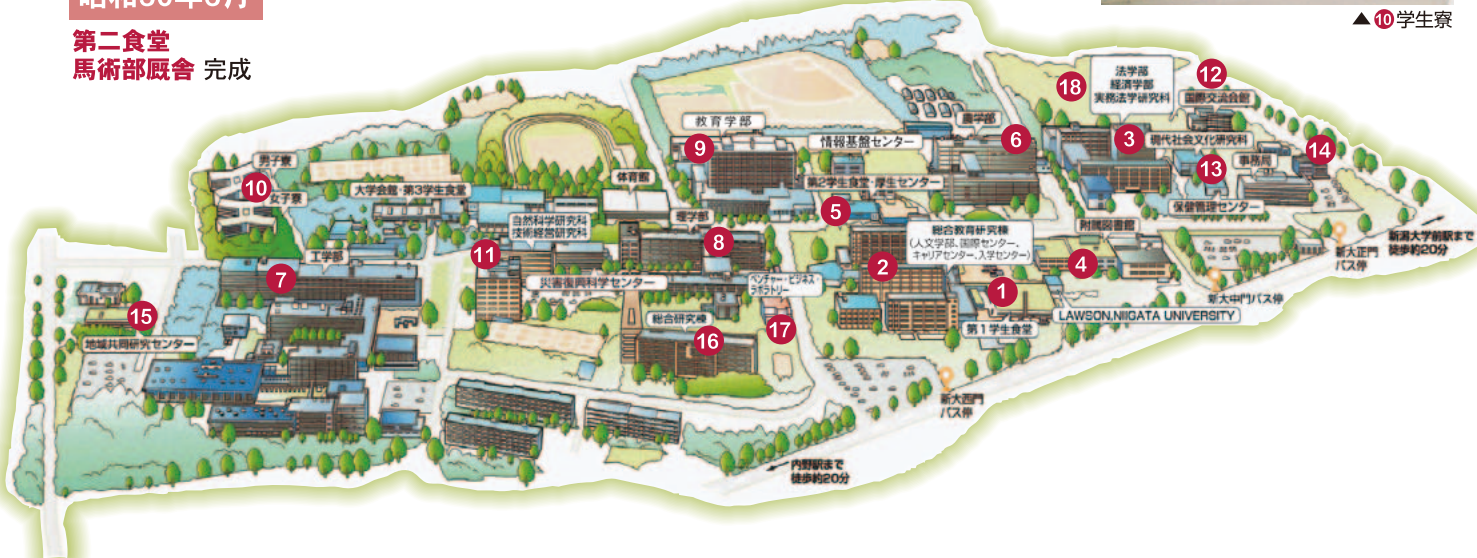 第二食堂
馬術部厩舎 完成
▲⑩学生寮
法学部
経済学部
実務法学研究科
⑱
⑫
国際交流会館
教育学部
⑨
情報基盤センター
農学部
⑥
③
現代社会文化研究科
⑭
事務局
⑬
保健管理センター
男子寮
⑩
女子寮
大学会館・第3学生食堂
体育館
第2学生食堂・厚生センター
⑤
自然科学研究科
技術経営研究科
⑪
理学部
⑧
総合教育研究棟
(人文学部、国際センター、
キャリアセンター、入学センター)
②
附属図書館
④
新潟大学前駅まで
徒歩約20分
新大正門
バス停
新大中門バス停
工学部
⑦
災害復興科学センター
ベンチャー・ビジネス・
ラボラトリー
①
LAWSON,NIIGATA UNIVERSITY
第1学生食堂
⑮
地域共同研究センター
総合研究棟
⑯
⑰
新大西門
バス停
内野駅まで
徒歩約20分